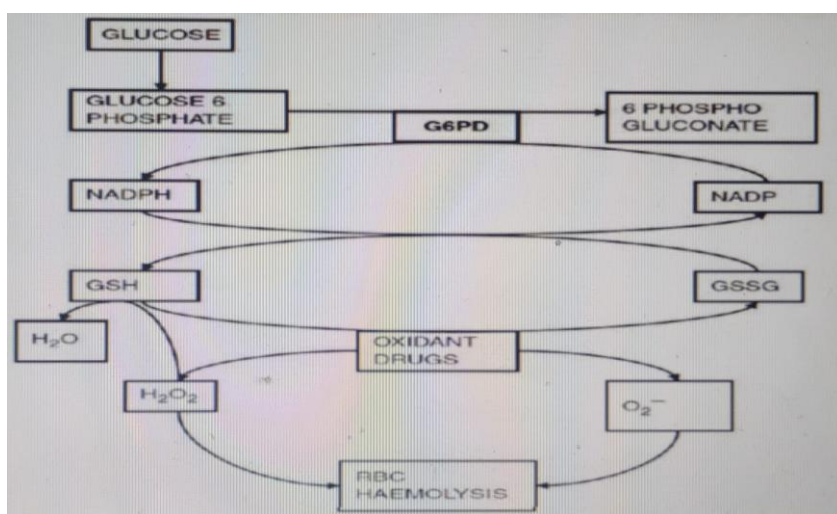 GLUCOSE
GLUCOSE 6
PHOSPHATE
G6PD
6 PHOSPHO
GLUCONATE
NADPH
NADP
GSH
GSSG
H₂O
OXIDANT
DRUGS
H₂O₂
O₂⁻
RBC
HAEMOLYSIS